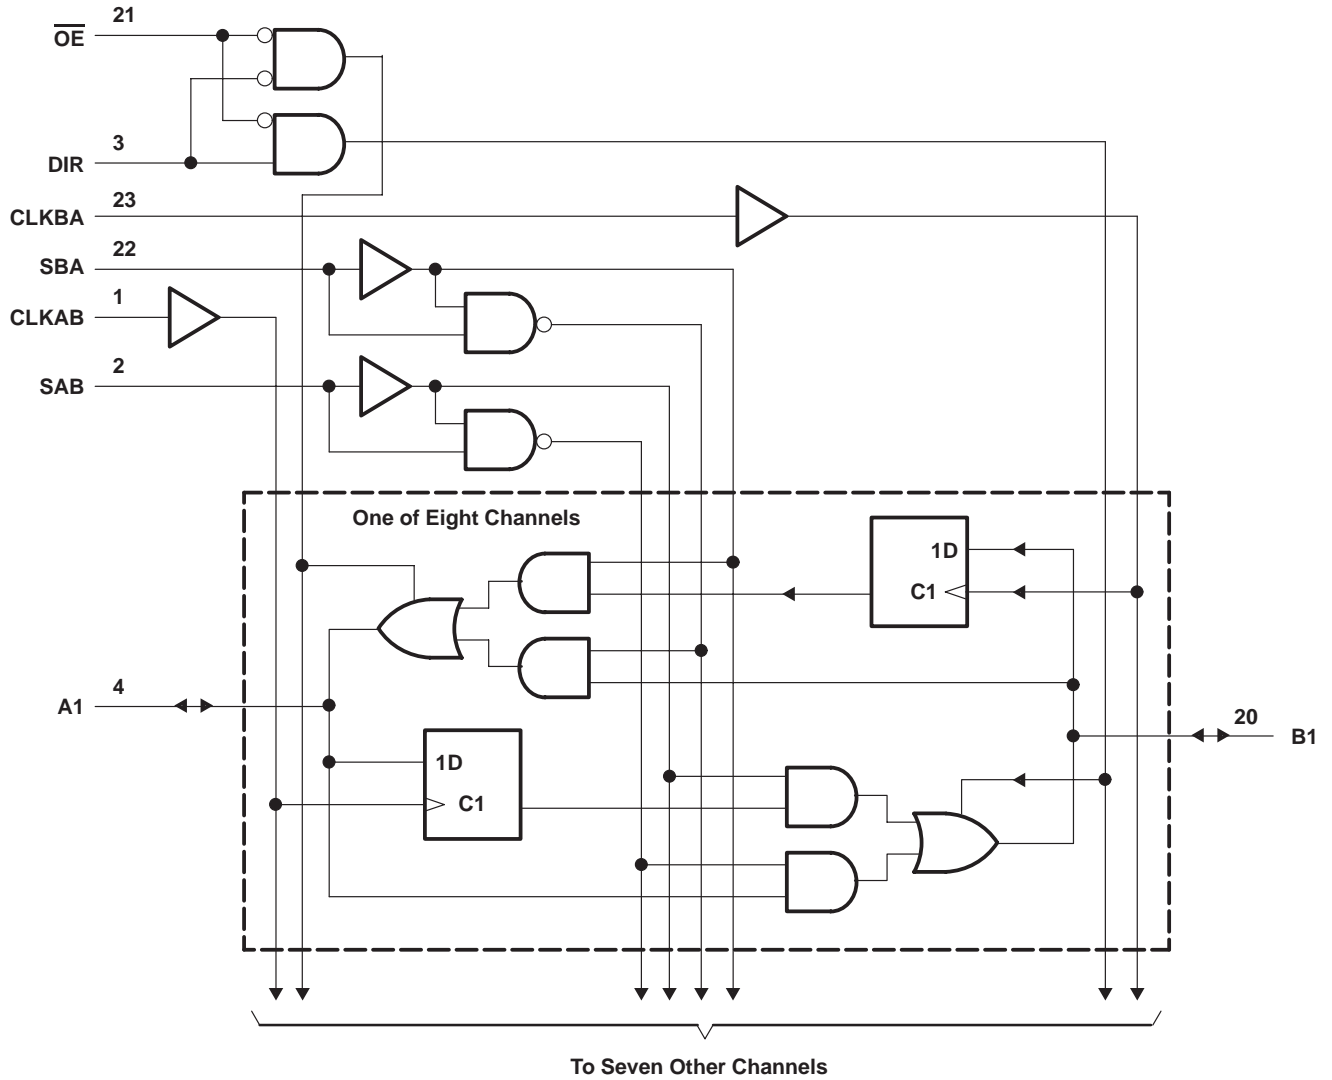 21
OE
3
DIR
23
CLKBA
22
SBA
1
CLKAB
2
SAB
One of Eight Channels
1D
C1
4
A1
20
B1
1D
C1
To Seven Other Channels